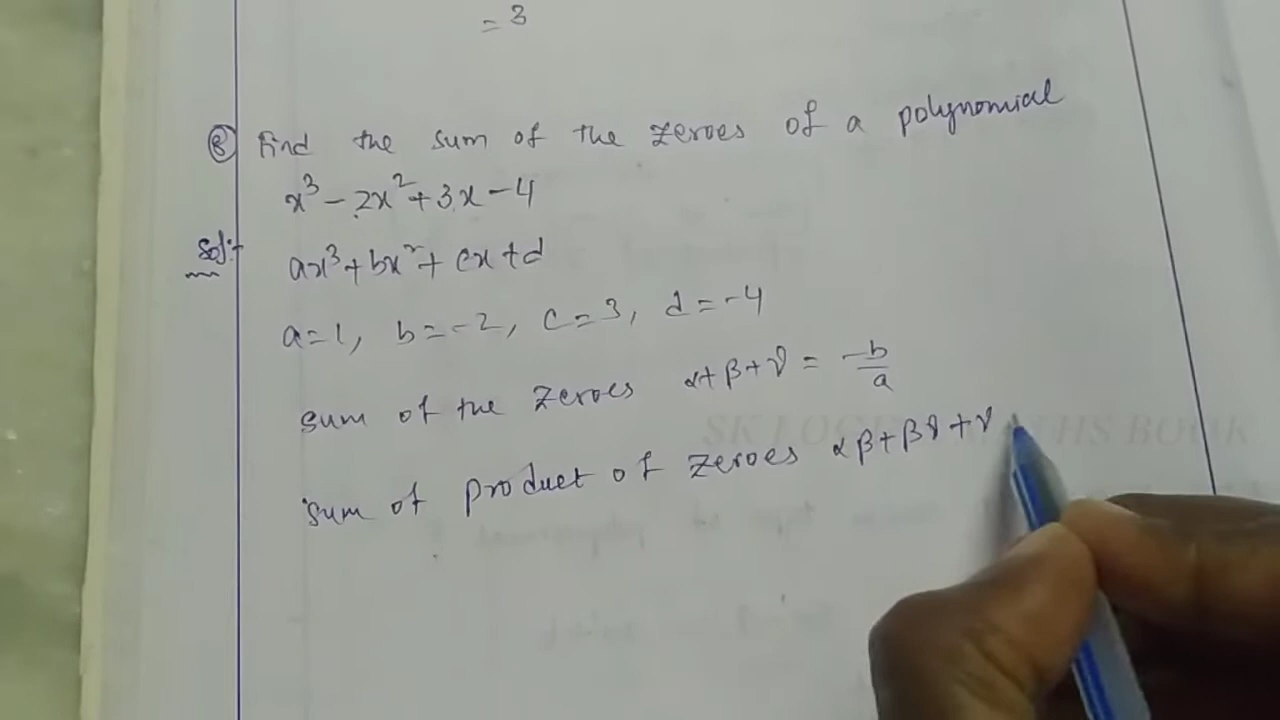 = 3
⑧ Find the sum of the zeroes of a polynomial
x³ - 2x² + 3x - 4
Sol:-
ax³ + bx² + cx + d
a=1, b=-2, c=3, d=-4
sum of the zeroes α+β+γ = -b/a
sum of product of zeroes αβ+βγ+γ